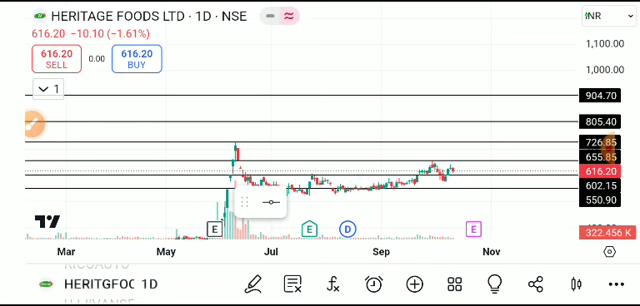 HERITAGE FOODS LTD · 1D · NSE
INR
616.20 −10.10 (−1.61%)
616.20
SELL
0.00
616.20
BUY
1
1,100.00
1,000.00
904.70
805.40
726.85
655.85
616.20
602.15
550.90
322.456 K
E
E
D
E
Mar
May
Jul
Sep
Nov
HERITGFOC 1D